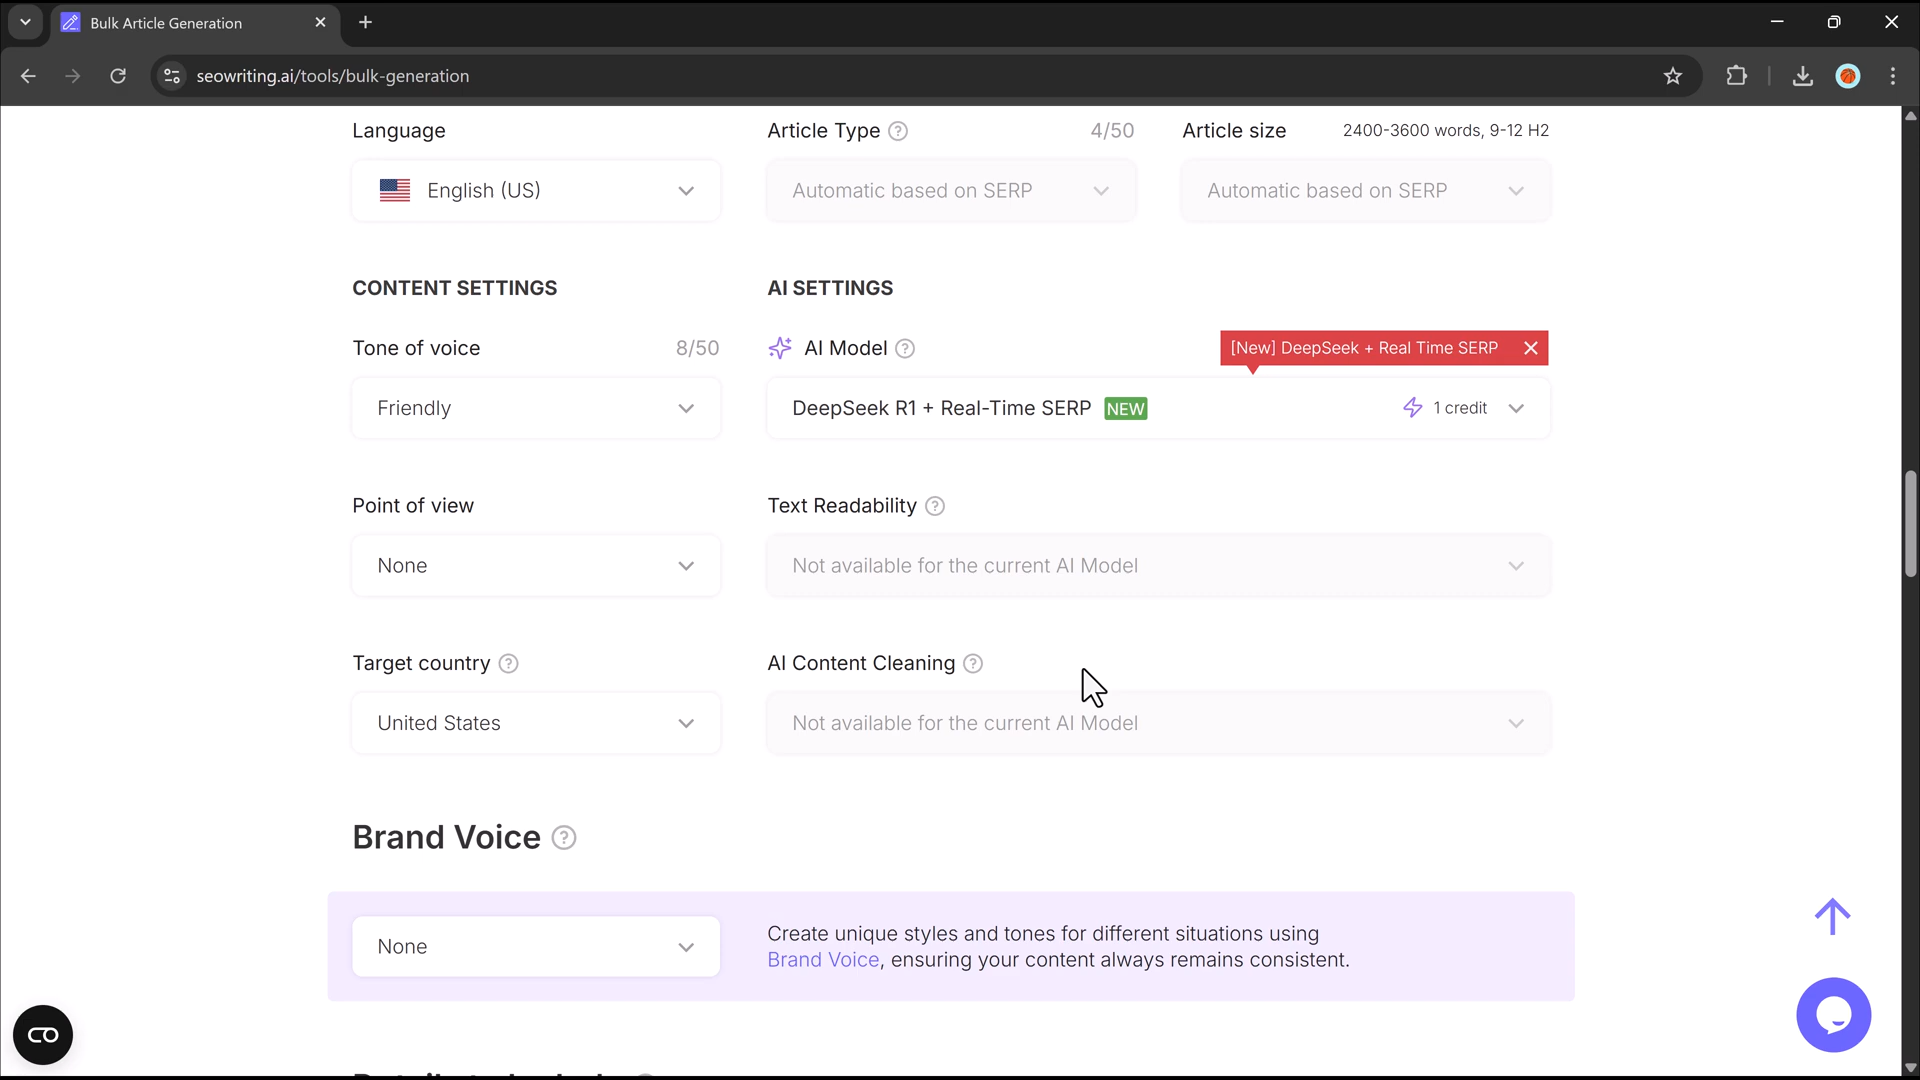 Bulk Article Generation
seowriting.ai/tools/bulk-generation
Language
Article Type
4/50
Article size
2400-3600 words, 9-12 H2
English (US)
Automatic based on SERP
Automatic based on SERP
CONTENT SETTINGS
AI SETTINGS
Tone of voice
8/50
AI Model
[New] DeepSeek + Real Time SERP
Friendly
DeepSeek R1 + Real-Time SERP NEW
1 credit
Point of view
Text Readability
None
Not available for the current AI Model
Target country
AI Content Cleaning
United States
Not available for the current AI Model
Brand Voice
None
Create unique styles and tones for different situations using
Brand Voice, ensuring your content always remains consistent.